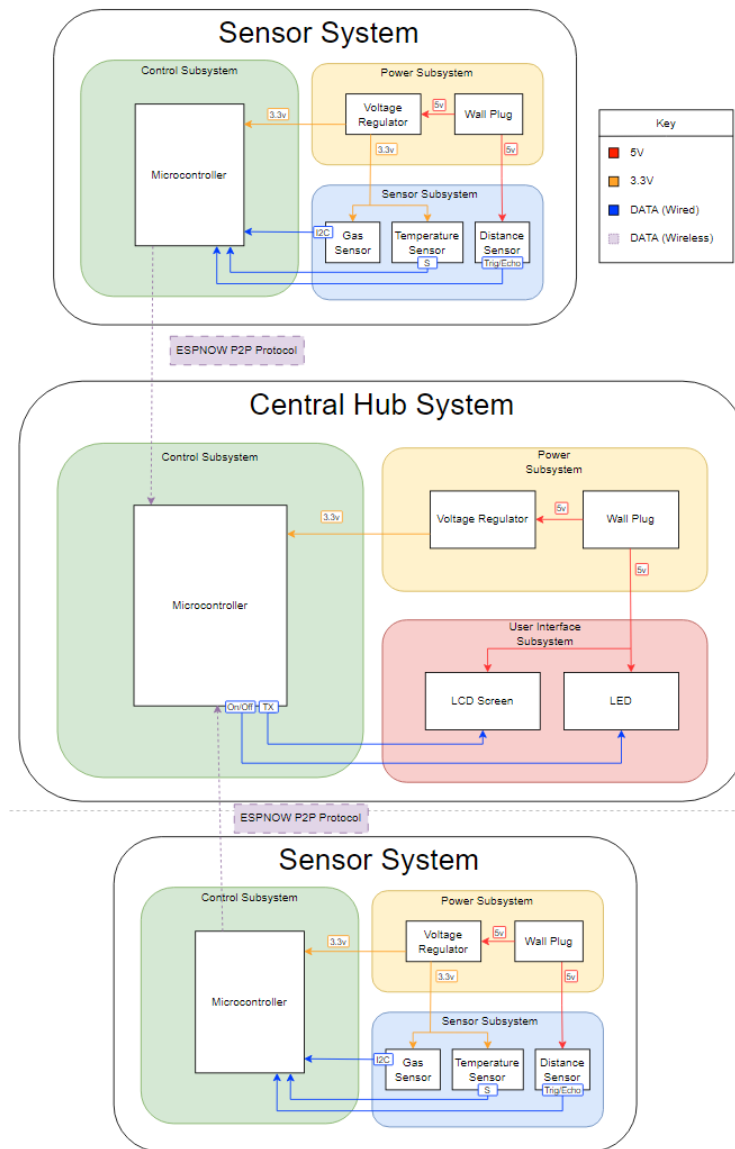 Sensor System
Control Subsystem
Power Subsystem
Microcontroller
3.3v
Voltage
Regulator
5v
Wall Plug
3.3v
5v
Sensor Subsystem
I2C
Gas
Sensor
Temperature
Sensor
S
Distance
Sensor
Trig/Echo
Key
5V
3.3V
DATA (Wired)
DATA (Wireless)
ESPNOW P2P Protocol
Central Hub System
Control Subsystem
Power
Subsystem
Microcontroller
3.3v
Voltage Regulator
5v
Wall Plug
5v
User Interface
Subsystem
On/Off
TX
LCD Screen
LED
ESPNOW P2P Protocol
Sensor System
Control Subsystem
Power Subsystem
Microcontroller
3.3v
Voltage
Regulator
5v
Wall Plug
3.3v
5v
Sensor Subsystem
I2C
Gas
Sensor
Temperature
Sensor
S
Distance
Sensor
Trig/Echo